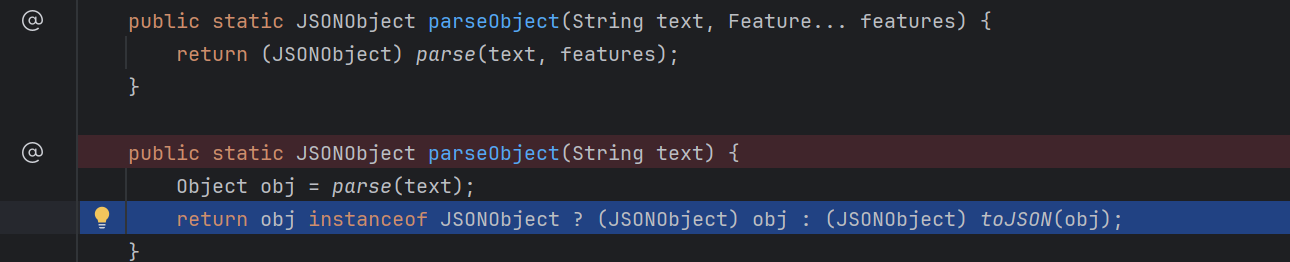 public static JSONObject parseObject(String text, Feature... features) {
return (JSONObject) parse(text, features);
}
public static JSONObject parseObject(String text) {
Object obj = parse(text);
return obj instanceof JSONObject ? (JSONObject) obj : (JSONObject) toJSON(obj);
}